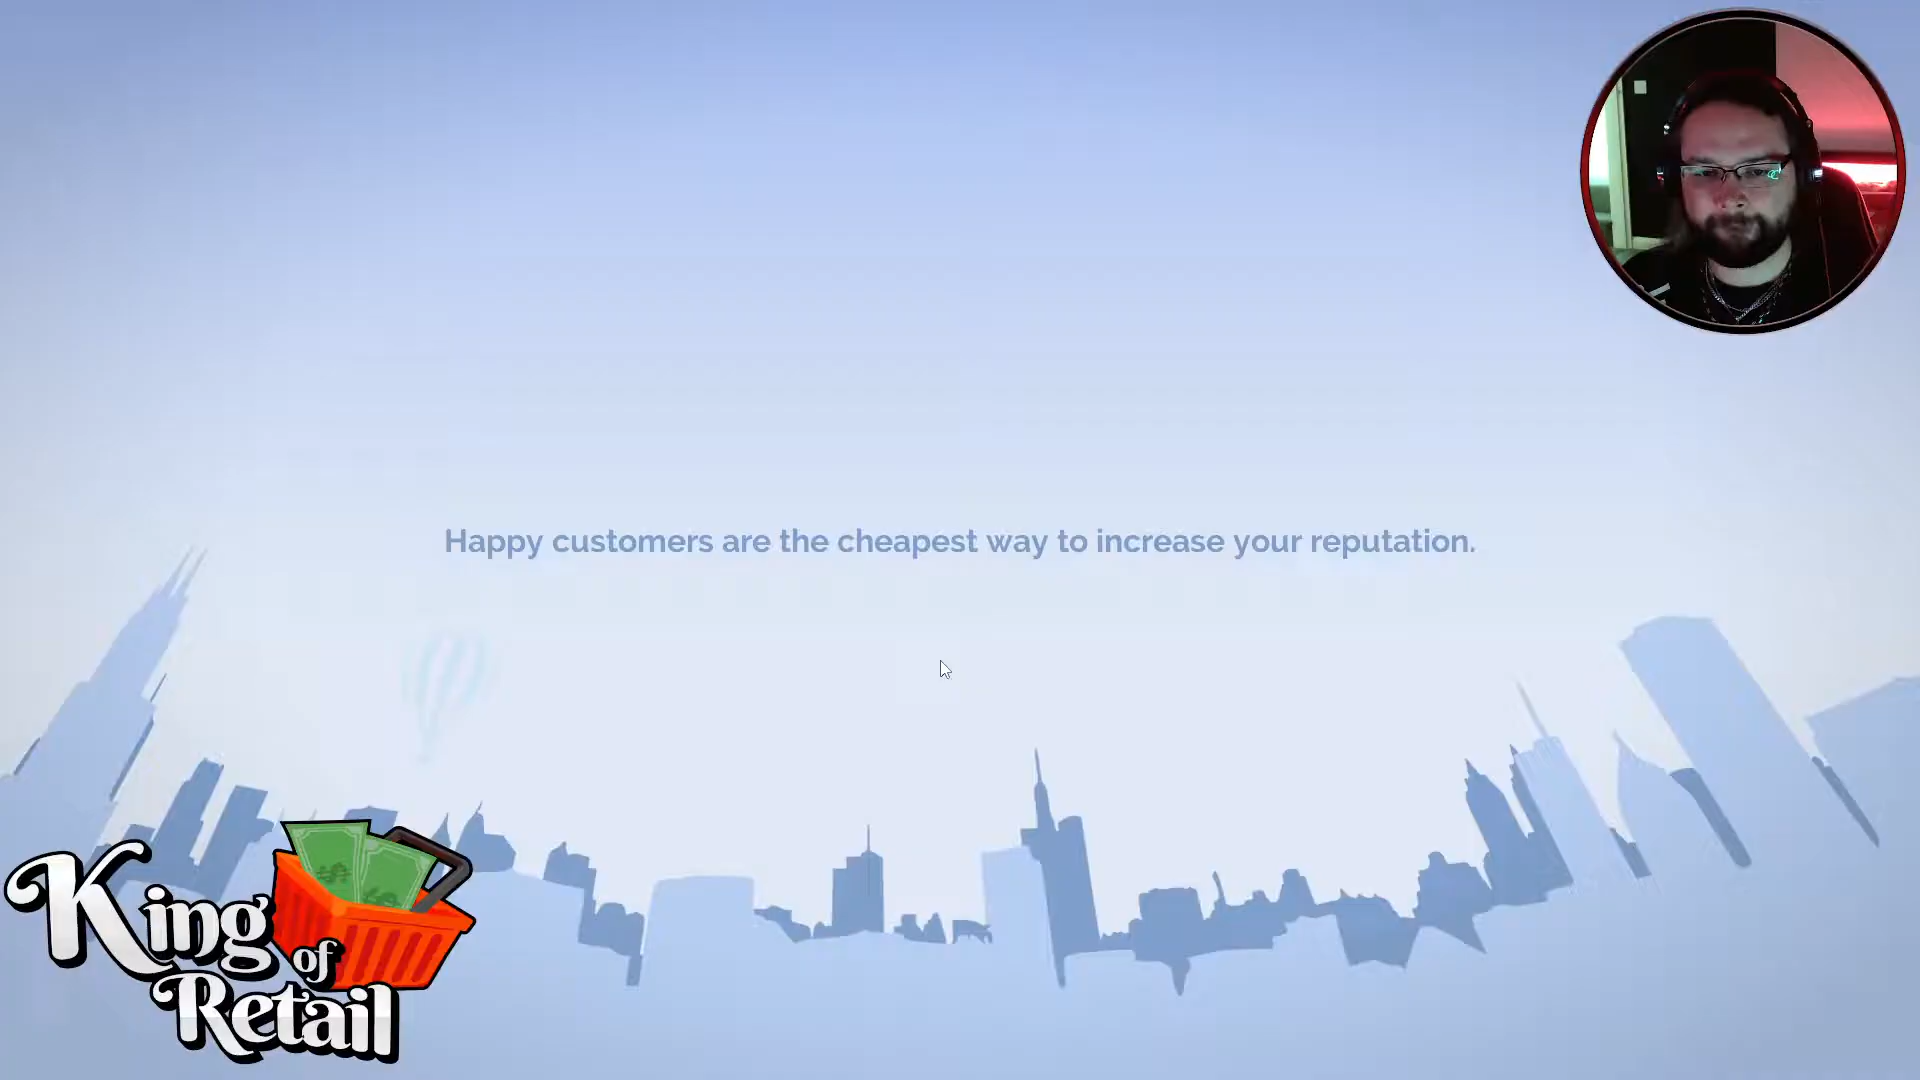 Happy customers are the cheapest way to increase your reputation.
King
of
Retail